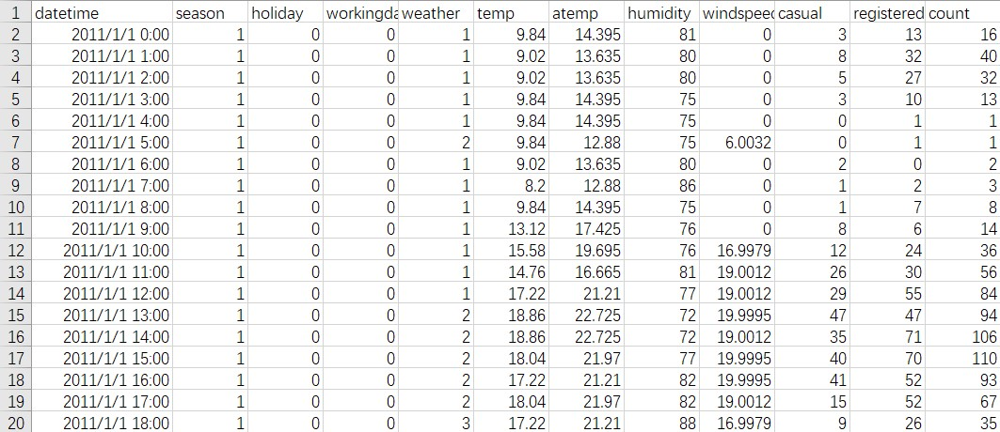 1 datetime season holiday workingda weather temp atemp humidity windspeed casual registered count
2 2011/1/1 0:00 1 0 0 1 9.84 14.395 81 0 3 13 16
3 2011/1/1 1:00 1 0 0 1 9.02 13.635 80 0 8 32 40
4 2011/1/1 2:00 1 0 0 1 9.02 13.635 80 0 5 27 32
5 2011/1/1 3:00 1 0 0 1 9.84 14.395 75 0 3 10 13
6 2011/1/1 4:00 1 0 0 1 9.84 14.395 75 0 0 1 1
7 2011/1/1 5:00 1 0 0 2 9.84 12.88 75 6.0032 0 1 1
8 2011/1/1 6:00 1 0 0 1 9.02 13.635 80 0 2 0 2
9 2011/1/1 7:00 1 0 0 1 8.2 12.88 86 0 1 2 3
10 2011/1/1 8:00 1 0 0 1 9.84 14.395 75 0 1 7 8
11 2011/1/1 9:00 1 0 0 1 13.12 17.425 76 0 8 6 14
12 2011/1/1 10:00 1 0 0 1 15.58 19.695 76 16.9979 12 24 36
13 2011/1/1 11:00 1 0 0 1 14.76 16.665 81 19.0012 26 30 56
14 2011/1/1 12:00 1 0 0 1 17.22 21.21 77 19.0012 29 55 84
15 2011/1/1 13:00 1 0 0 2 18.86 22.725 72 19.9995 47 47 94
16 2011/1/1 14:00 1 0 0 2 18.86 22.725 72 19.0012 35 71 106
17 2011/1/1 15:00 1 0 0 2 18.04 21.97 77 19.9995 40 70 110
18 2011/1/1 16:00 1 0 0 2 17.22 21.21 82 19.9995 41 52 93
19 2011/1/1 17:00 1 0 0 2 18.04 21.97 82 19.0012 15 52 67
20 2011/1/1 18:00 1 0 0 3 17.22 21.21 88 16.9979 9 26 35